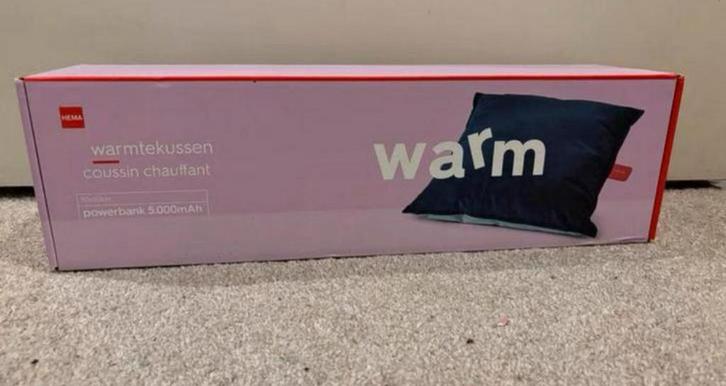 HEMA
warmtekussen
coussin chauffant
powerbank 5.000mAh
warm